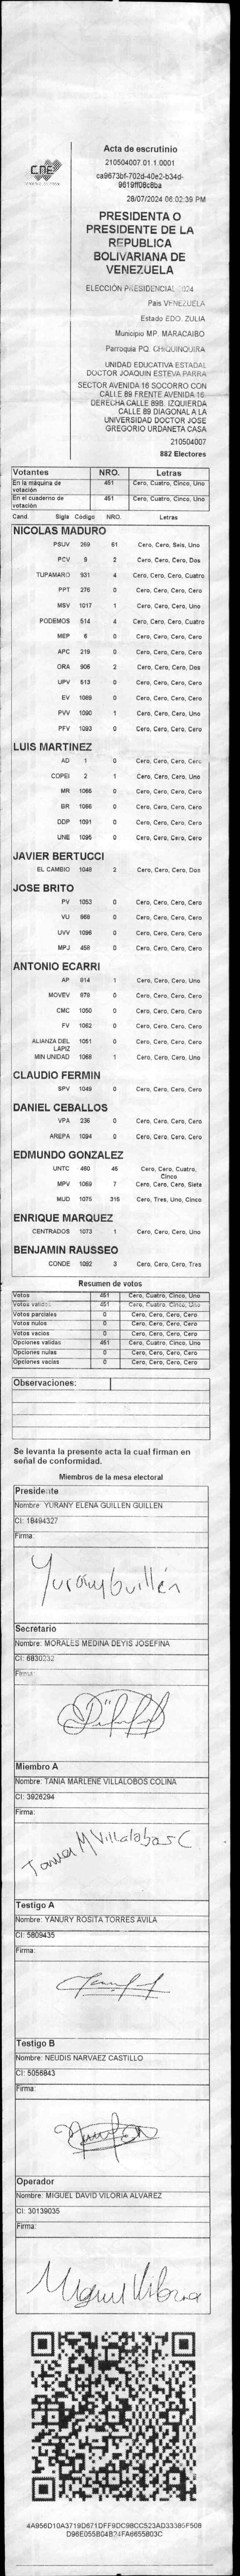 CNE
Acta de escrutinio
210504007.01.1.0001
ca9673bf-702d-40e2-b34d-
9619ff08c6ba
28/07/2024 06:02:39 PM
PRESIDENTA O
PRESIDENTE DE LA
REPUBLICA
BOLIVARIANA DE
VENEZUELA
ELECCIÓN PRESIDENCIAL 2024
Pais VENEZUELA
Estado EDO. ZULIA
Municipio MP. MARACAIBO
Parroquia PQ. CHIQUINQUIRA
UNIDAD EDUCATIVA ESTADAL
DOCTOR JOAQUIN ESTEVA PARRA
SECTOR AVENIDA 16 SOCORRO CON
CALLE 89 FRENTE AVENIDA 16.
DERECHA CALLE 89B. IZQUIERDA
CALLE 89 DIAGONAL A LA
UNIVERSIDAD DOCTOR JOSE
GREGORIO URDANETA CASA
210504007
882 Electores
Votantes NRO. Letras
En la máquina de votación 451 Cero, Cuatro, Cinco, Uno
En el cuaderno de votación 451 Cero, Cuatro, Cinco, Uno
Cand Sigla Código NRO. Letras
NICOLAS MADURO
PSUV 269 61 Cero, Cero, Seis, Uno
PCV 9 2 Cero, Cero, Cero, Dos
TUPAMARO 931 4 Cero, Cero, Cero, Cuatro
PPT 276 0 Cero, Cero, Cero, Cero
MSV 1017 1 Cero, Cero, Cero, Uno
PODEMOS 514 4 Cero, Cero, Cero, Cuatro
MEP 6 0 Cero, Cero, Cero, Cero
APC 219 0 Cero, Cero, Cero, Cero
ORA 906 2 Cero, Cero, Cero, Dos
UPV 513 0 Cero, Cero, Cero, Cero
EV 1089 0 Cero, Cero, Cero, Cero
PVV 1090 1 Cero, Cero, Cero, Uno
PFV 1093 0 Cero, Cero, Cero, Cero
LUIS MARTINEZ
AD 1 0 Cero, Cero, Cero, Cero
COPEI 2 1 Cero, Cero, Cero, Uno
MR 1065 0 Cero, Cero, Cero, Cero
BR 1086 0 Cero, Cero, Cero, Cero
DDP 1091 0 Cero, Cero, Cero, Cero
UNE 1095 0 Cero, Cero, Cero, Cero
JAVIER BERTUCCI
EL CAMBIO 1048 2 Cero, Cero, Cero, Dos
JOSE BRITO
PV 1053 0 Cero, Cero, Cero, Cero
VU 868 0 Cero, Cero, Cero, Cero
UVV 1096 0 Cero, Cero, Cero, Cero
MPJ 458 0 Cero, Cero, Cero, Cero
ANTONIO ECARRI
AP 914 1 Cero, Cero, Cero, Uno
MOVEV 678 0 Cero, Cero, Cero, Cero
CMC 1050 0 Cero, Cero, Cero, Cero
FV 1062 0 Cero, Cero, Cero, Cero
ALIANZA DEL LAPIZ 1051 0 Cero, Cero, Cero, Cero
MIN UNIDAD 1068 1 Cero, Cero, Cero, Uno
CLAUDIO FERMIN
SPV 1049 0 Cero, Cero, Cero, Cero
DANIEL CEBALLOS
VPA 236 0 Cero, Cero, Cero, Cero
AREPA 1094 0 Cero, Cero, Cero, Cero
EDMUNDO GONZALEZ
UNTC 460 45 Cero, Cero, Cuatro, Cinco
MPV 1069 7 Cero, Cero, Cero, Siete
MUD 1075 315 Cero, Tres, Uno, Cinco
ENRIQUE MARQUEZ
CENTRADOS 1073 1 Cero, Cero, Cero, Uno
BENJAMIN RAUSSEO
CONDE 1092 3 Cero, Cero, Cero, Tres
Resumen de votos
Votos 451 Cero, Cuatro, Cinco, Uno
Votos validos 451 Cero, Cuatro, Cinco, Uno
Votos parciales 0 Cero, Cero, Cero, Cero
Votos nulos 0 Cero, Cero, Cero, Cero
Votos vacios 0 Cero, Cero, Cero, Cero
Opciones validas 451 Cero, Cuatro, Cinco, Uno
Opciones nulas 0 Cero, Cero, Cero, Cero
Opciones vacias 0 Cero, Cero, Cero, Cero
Observaciones:
Se levanta la presente acta la cual firman en
señal de conformidad.
Miembros de la mesa electoral
Presidente
Nombre: YURANY ELENA GUILLEN GUILLEN
CI: 18494327
Firma:
Yurany Guillén
Secretario
Nombre: MORALES MEDINA DEYIS JOSEFINA
CI: 6830232
Firma:
Miembro A
Nombre: TANIA MARLENE VILLALOBOS COLINA
CI: 3926294
Firma:
Tania M Villalobos C
Testigo A
Nombre: YANURY ROSITA TORRES AVILA
CI: 5809435
Firma:
Testigo B
Nombre: NEUDIS NARVAEZ CASTILLO
CI: 5056843
Firma:
Operador
Nombre: MIGUEL DAVID VILORIA ALVAREZ
CI: 30139035
Firma:
Miguel Viloria
4A956D10A3719D671DFF9DC98CC523AD33385F508
D96E055B04B24FA6655803C